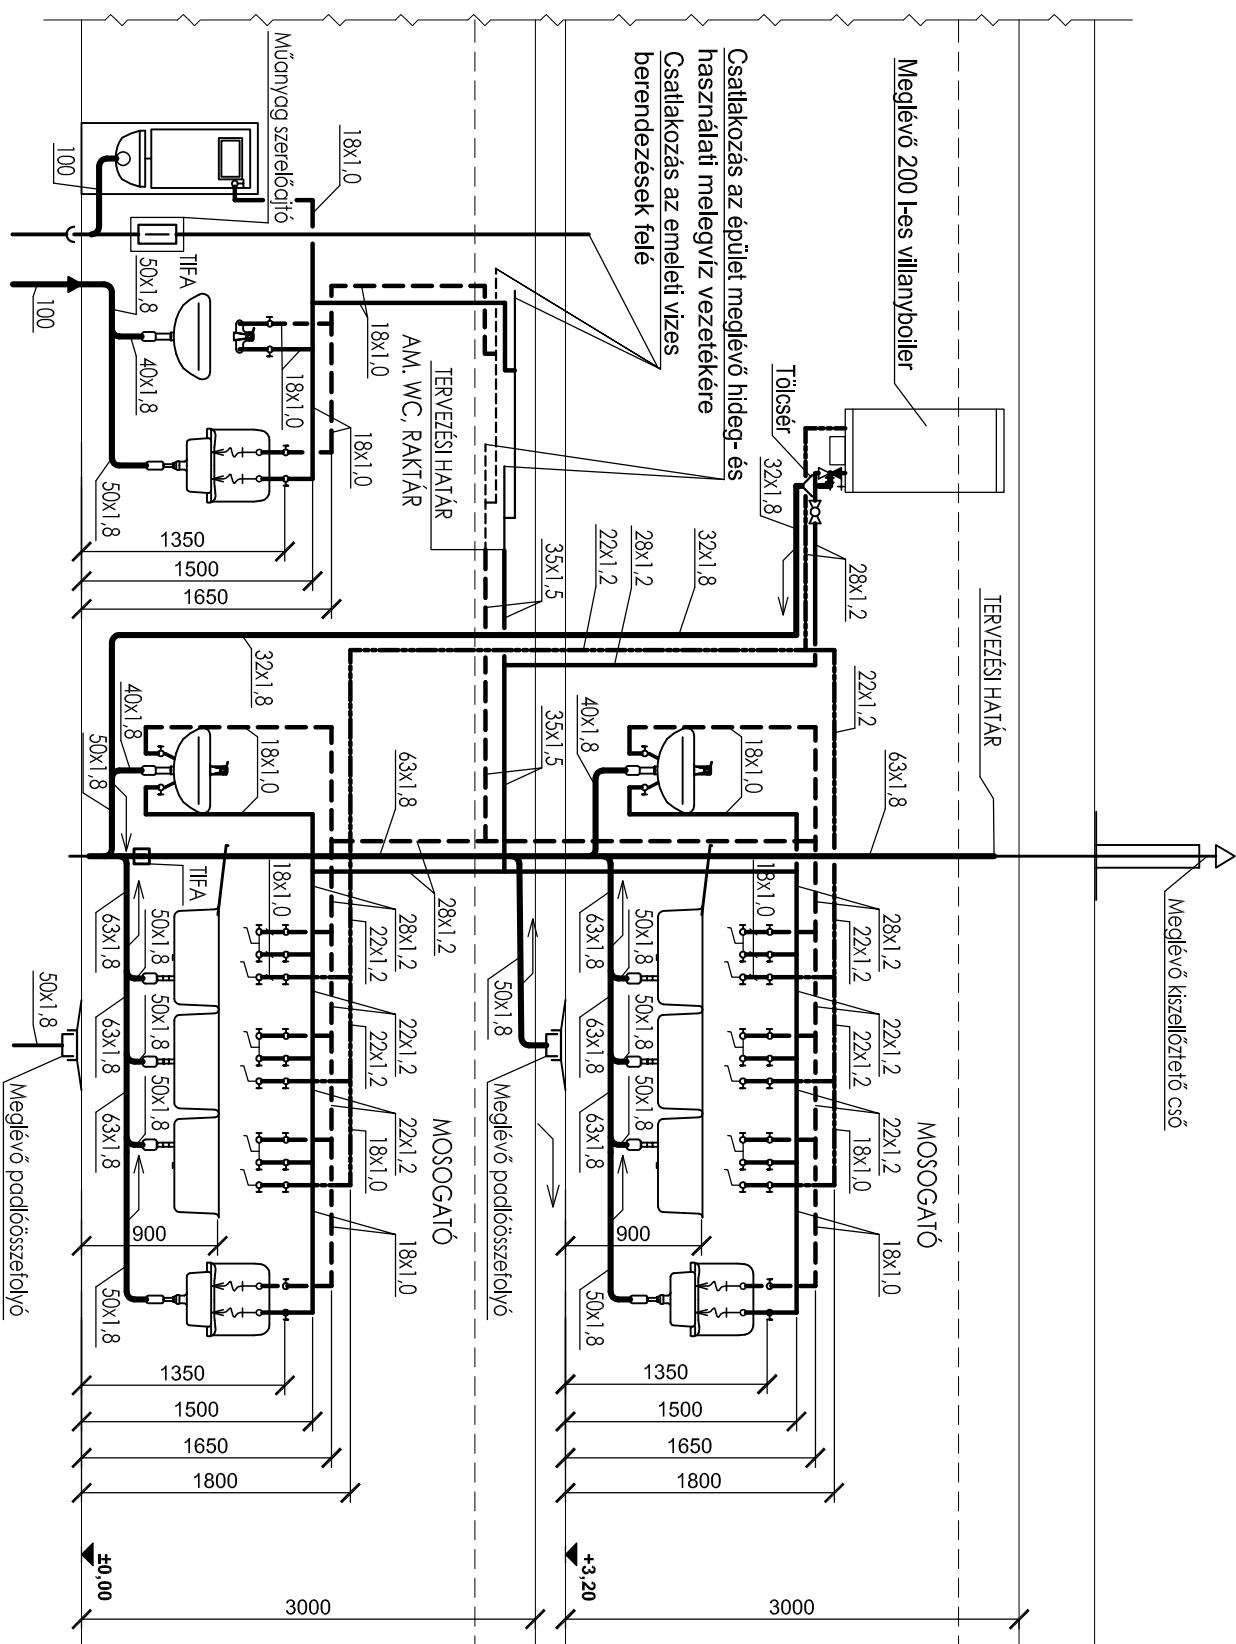 Meglévő kiszellőztető cső
TERVEZÉSI HATÁR
Meglévő 200 l-es villanyboiler
Tölcsér
32x1,8
28x1,2
22x1,2
63x1,8
MOSOGATÓ
28x1,2
22x1,2
22x1,2
22x1,2
22x1,2
18x1,0
18x1,0
18x1,0
18x1,0
40x1,8
63x1,8
50x1,8
63x1,8
50x1,8
63x1,8
50x1,8
50x1,8
900
1350
1500
1650
1800
3000
+3,20
Csatlakozás az épület meglévő hideg- és
használati melegvíz vezetékére
Csatlakozás az emeleti vizes
berendezések felé
32x1,8
28x1,2
22x1,2
35x1,5
35x1,5
50x1,8
Meglévő padlóösszefolyó
TERVEZÉSI HATÁR
AM. WC, RAKTÁR
MOSOGATÓ
63x1,8
28x1,2
28x1,2
22x1,2
22x1,2
22x1,2
22x1,2
18x1,0
18x1,0
18x1,0
18x1,0
18x1,0
18x1,0
18x1,0
18x1,0
Műanyag szerelőajtó
TIFA
100
100
50x1,8
40x1,8
50x1,8
1350
1500
1650
32x1,8
40x1,8
50x1,8
TIFA
63x1,8
50x1,8
63x1,8
50x1,8
63x1,8
50x1,8
50x1,8
50x1,8
Meglévő padlóösszefolyó
900
1350
1500
1650
1800
3000
±0,00